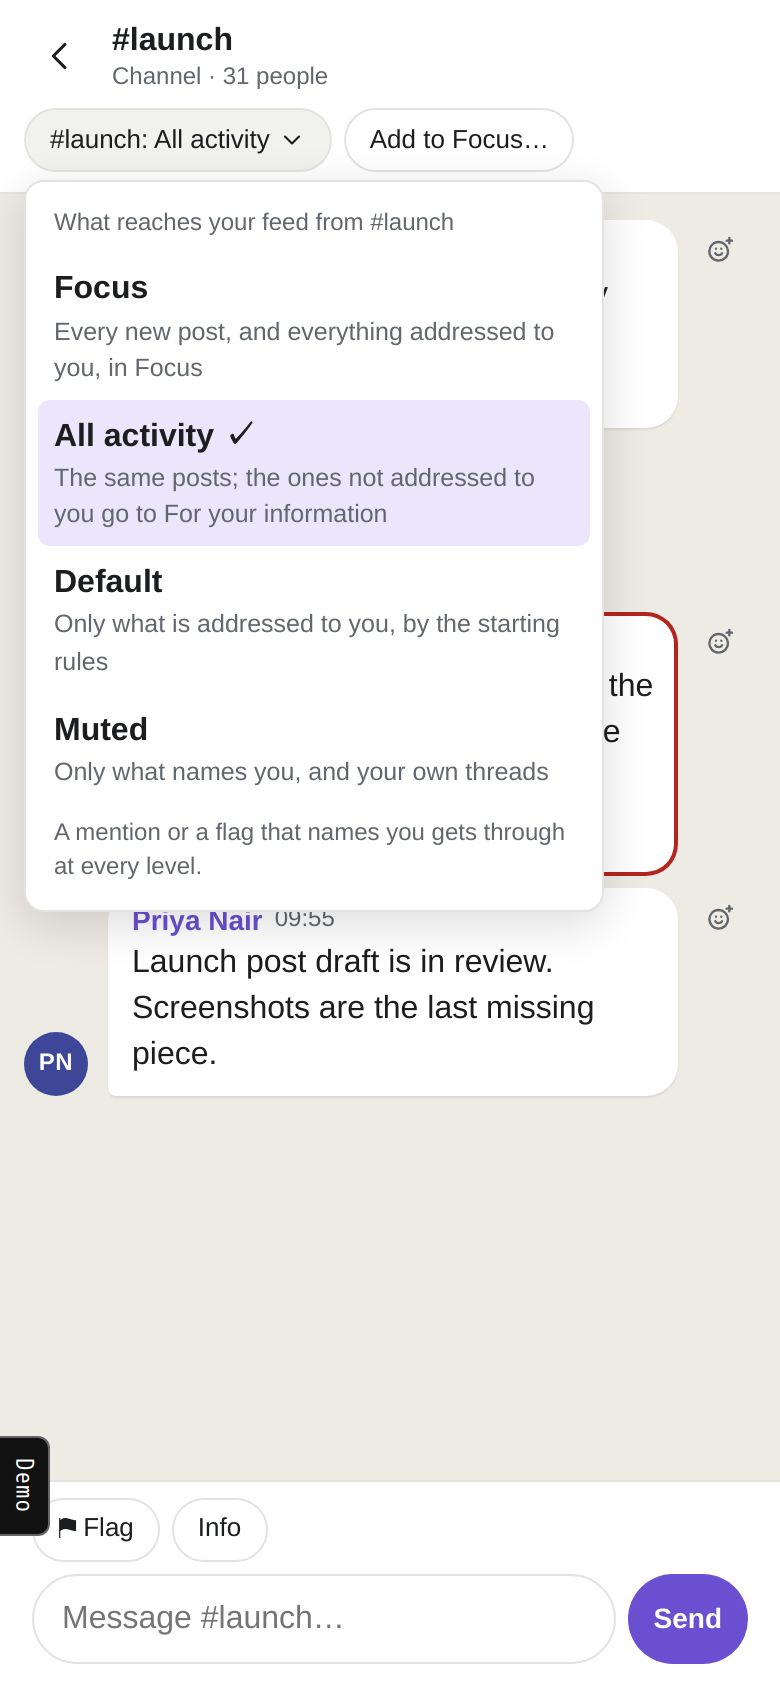 #launch
Channel · 31 people
#launch: All activity
Add to Focus…
What reaches your feed from #launch
Focus
Every new post, and everything addressed to
you, in Focus
All activity ✓
The same posts; the ones not addressed to
you go to For your information
Default
Only what is addressed to you, by the starting
rules
Muted
Only what names you, and your own threads
A mention or a flag that names you gets through
at every level.
the
Priya Nair 09:55
Launch post draft is in review.
Screenshots are the last missing
piece.
PN
Demo
Flag
Info
Message #launch…
Send